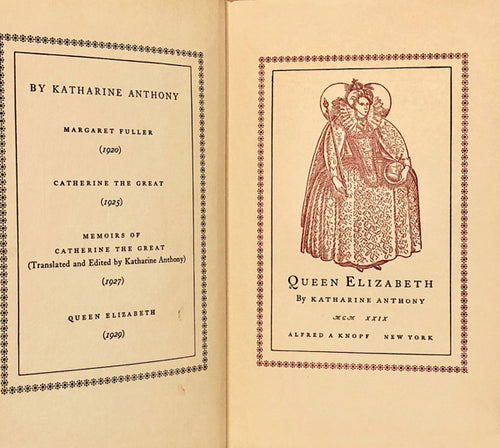 BY KATHARINE ANTHONY
MARGARET FULLER
(1920)
CATHERINE THE GREAT
(1925)
MEMOIRS OF
CATHERINE THE GREAT
(Translated and Edited by Katharine Anthony)
(1927)
QUEEN ELIZABETH
(1929)
QUEEN ELIZABETH
BY KATHARINE ANTHONY
MCM XXIX
ALFRED A KNOPF NEW YORK